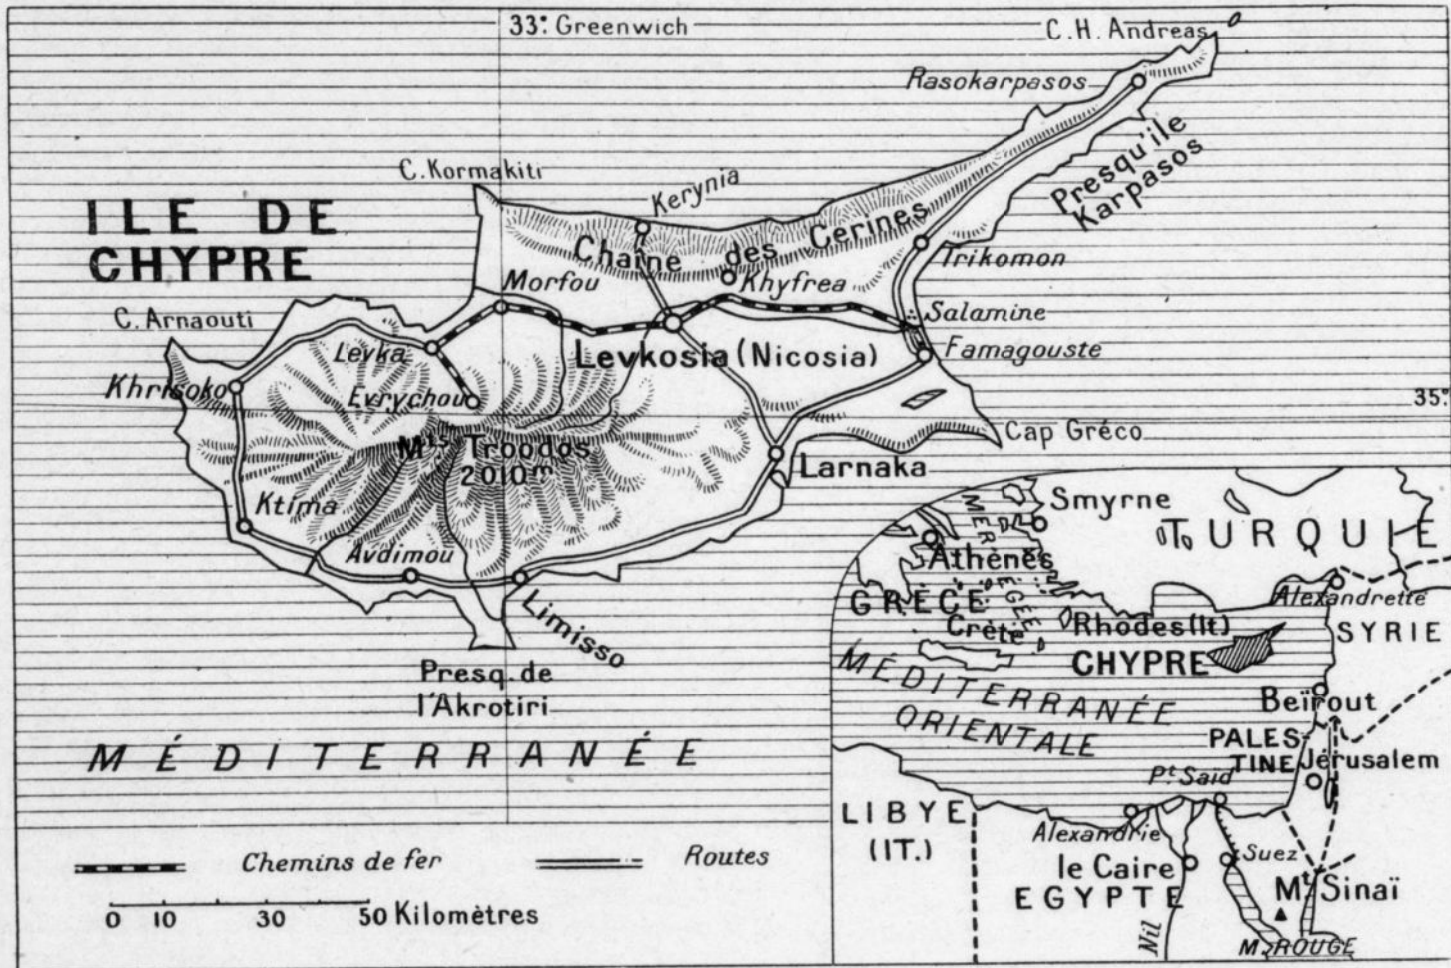 33° Greenwich
C.H. Andreas
Rasokarpasos
Presqu'ile
Karpasos
C. Kormakiti
Kerynia
ILE DE
CHYPRE
Chaîne des Cerines
Trikomon
Morfou
Khyfrea
C. Arnaouti
Salamine
Levka
Levkosia (Nicosia)
Famagouste
Khrisoko
Evrychou
35°
Cap Gréco
Mts Troodos
2010m
Larnaka
Ktima
Avdimou
Limisso
Presq. de
l'Akrotiri
MÉDITERRANÉE
Chemins de fer
Routes
0 10 30 50 Kilomètres
Smyrne
MER ÉGÉE
TURQUIE
Athènes
GRÈCE
Alexandrette
Crète
Rhodes (It)
SYRIE
CHYPRE
MÉDITERRANÉE
ORIENTALE
Beïrout
PALES-
TINE
Jérusalem
Pt. Saïd
LIBYE
(IT.)
Alexandrie
le Caire
Suez
EGYPTE
Mt. Sinaï
Nil
M. ROUGE